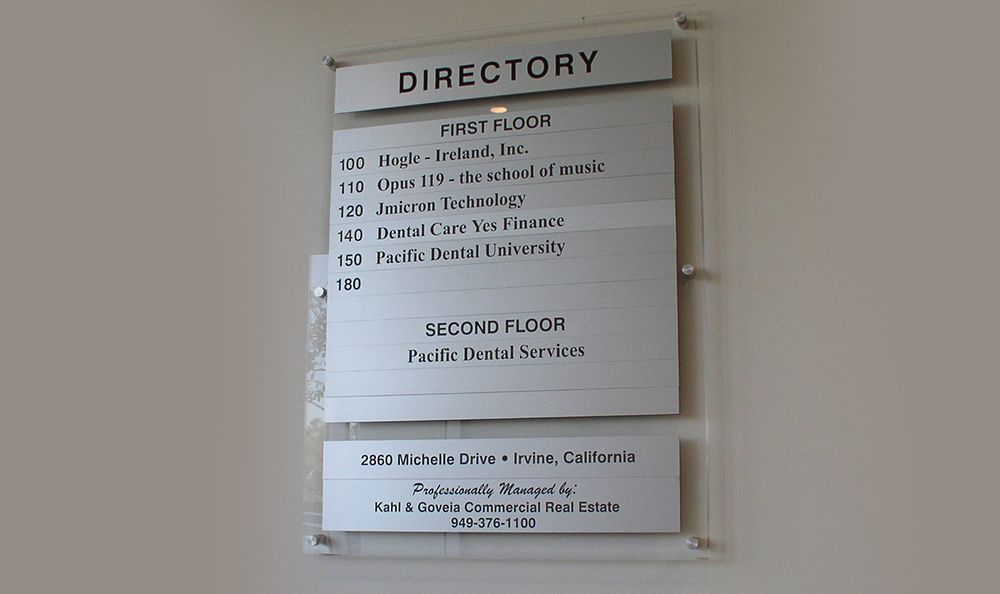 DIRECTORY
FIRST FLOOR
100 Hogle - Ireland, Inc.
110 Opus 119 - the school of music
120 Jmicron Technology
140 Dental Care Yes Finance
150 Pacific Dental University
180
SECOND FLOOR
Pacific Dental Services
2860 Michelle Drive • Irvine, California
Professionally Managed by:
Kahl & Goveia Commercial Real Estate
949-376-1100